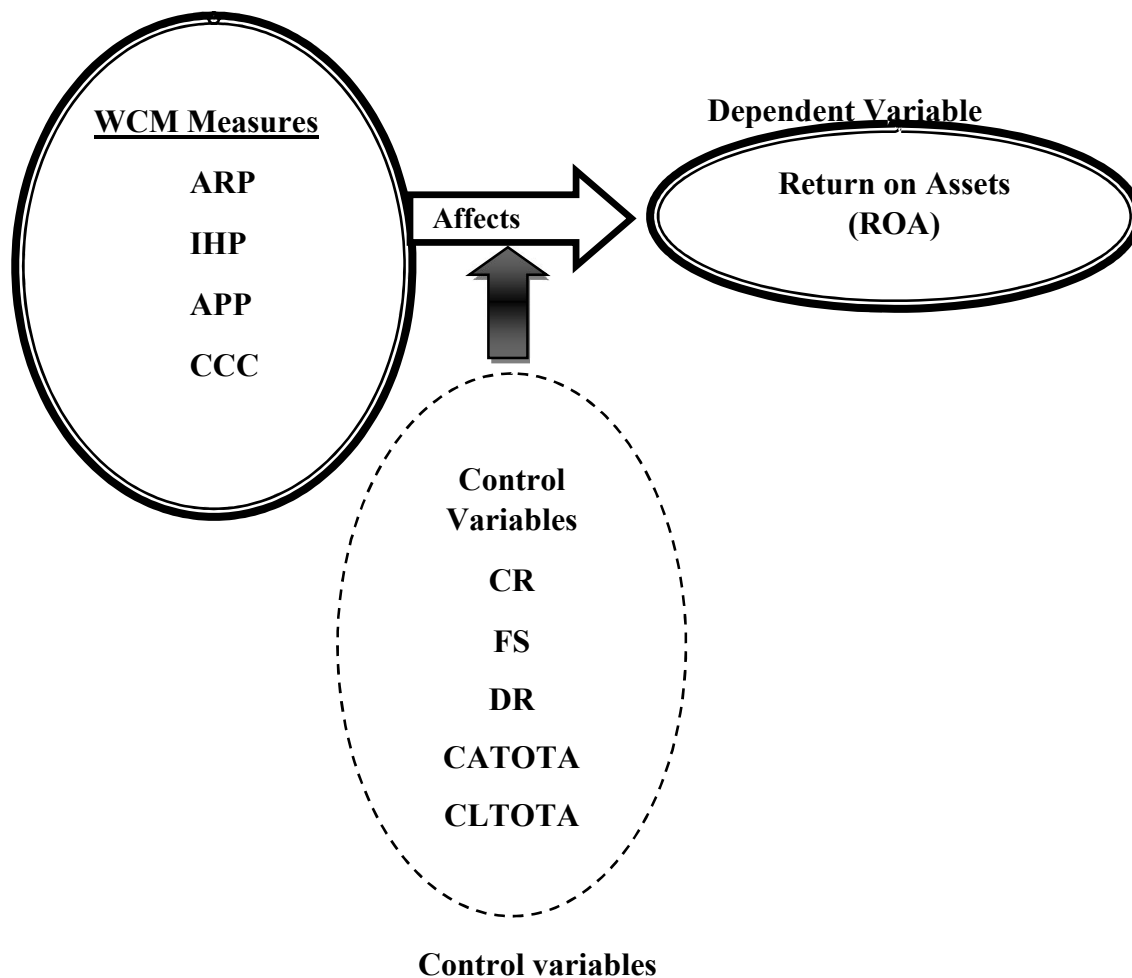 WCM Measures
ARP
IHP
APP
CCC
Affects
Dependent Variable
Return on Assets
(ROA)
Control
Variables
CR
FS
DR
CATOTA
CLTOTA
Control variables